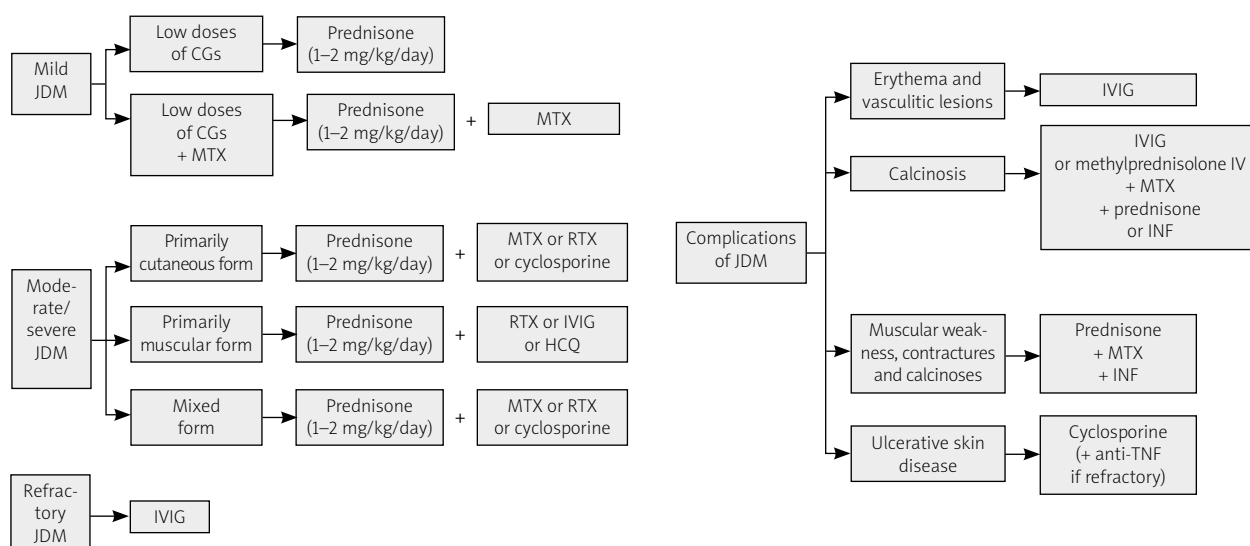 Mild
JDM
Low doses
of CGs
Prednisone
(1–2 mg/kg/day)
Low doses
of CGs
+ MTX
Prednisone
(1–2 mg/kg/day)
+
MTX
Mode-
rate/
severe
JDM
Primarily
cutaneous form
Prednisone
(1–2 mg/kg/day)
+
MTX or RTX
or cyclosporine
Primarily
muscular form
Prednisone
(1–2 mg/kg/day)
+
RTX or IVIG
or HCQ
Mixed
form
Prednisone
(1–2 mg/kg/day)
+
MTX or RTX
or cyclosporine
Refrac-
tory
JDM
IVIG
Complications
of JDM
Erythema and
vasculitic lesions
IVIG
Calcinosis
IVIG
or methylprednisolone IV
+ MTX
+ prednisone
or INF
Muscular weak-
ness, contractures
and calcinoses
Prednisone
+ MTX
+ INF
Ulcerative skin
disease
Cyclosporine
(+ anti-TNF
if refractory)